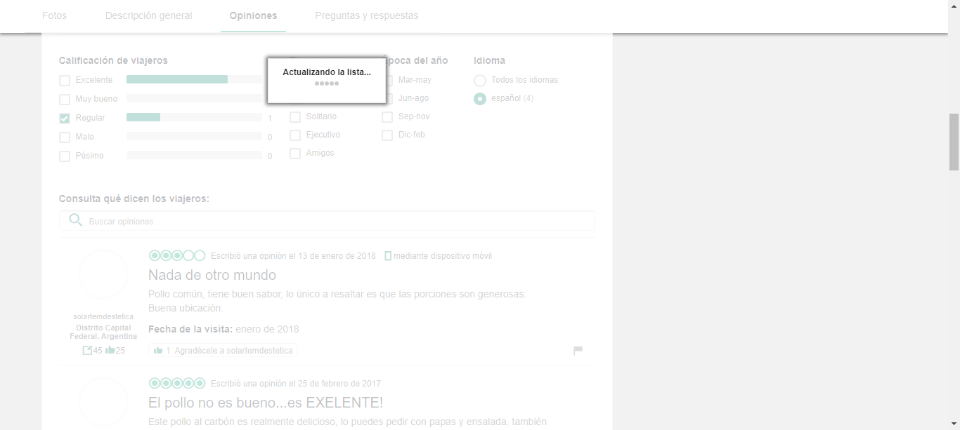 Fotos Descripción general Opiniones Preguntas y respuestas
Calificación de viajeros poca del año Idioma
Actualizando la lista...
Excelente Mar-may Todos los idiomas
Muy bueno Jun-ago español (4)
Regular 1 Solitario Sep-nov
Malo 0 Ejecutivo Dic-feb
Pésimo 0 Amigos
Consulta qué dicen los viajeros:
Buscar opiniones
Escribió una opinión el 13 de enero de 2018 mediante dispositivo móvil
Nada de otro mundo
Pollo común, tiene buen sabor, lo único a resaltar es que las porciones son generosas.
Buena ubicación.
solartemdestetica
Distrito Capital
Federal, Argentine
Fecha de la visita: enero de 2018
45 25
1 Agradécele a solartemdestetica
Escribió una opinión el 25 de febrero de 2017
El pollo no es bueno...es EXELENTE!
Este pollo al carbón es realmente delicioso, lo puedes pedir con papas y ensalada, también